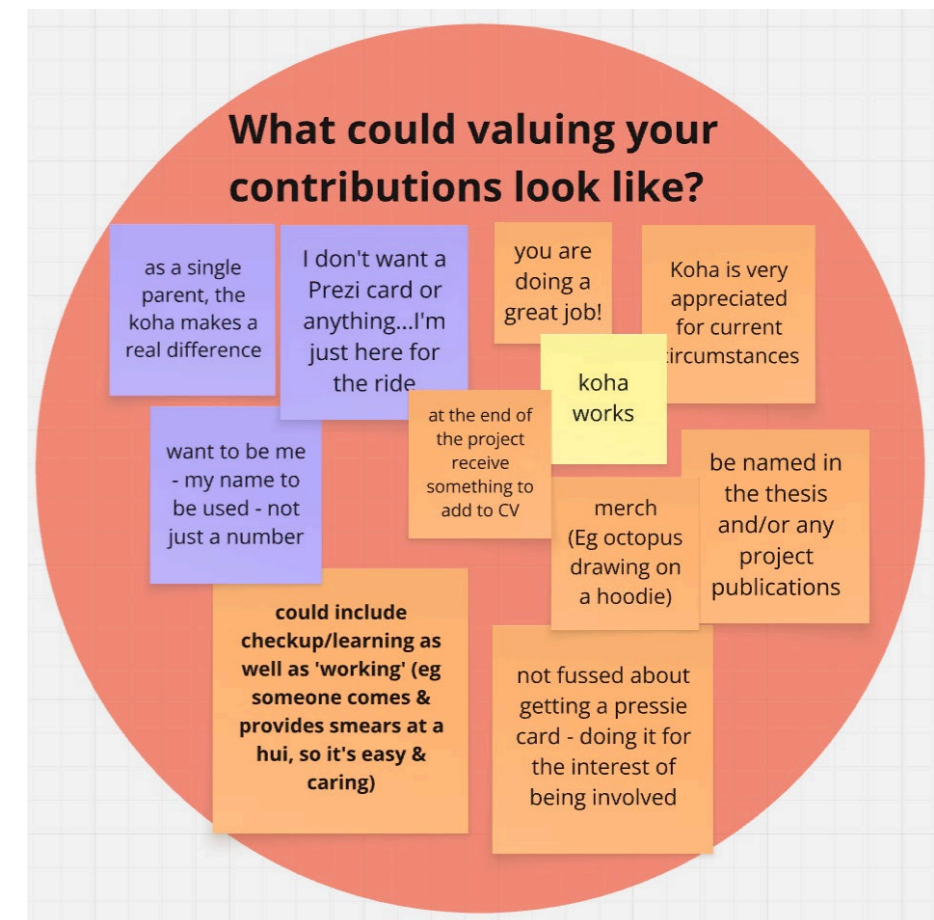 What could valuing your
contributions look like?
as a single
parent, the
koha makes a
real difference
I don't want a
Prezi card or
anything...I'm
just here for
the ride
you are
doing a
great job!
Koha is very
appreciated
for current
circumstances
koha
works
want to be me
- my name to
be used - not
just a number
at the end of
the project
receive
something to
add to CV
merch
(Eg octopus
drawing on
a hoodie)
be named in
the thesis
and/or any
project
publications
could include
checkup/learning as
well as 'working' (eg
someone comes &
provides smears at a
hui, so it's easy &
caring)
not fussed about
getting a pressie
card - doing it for
the interest of
being involved